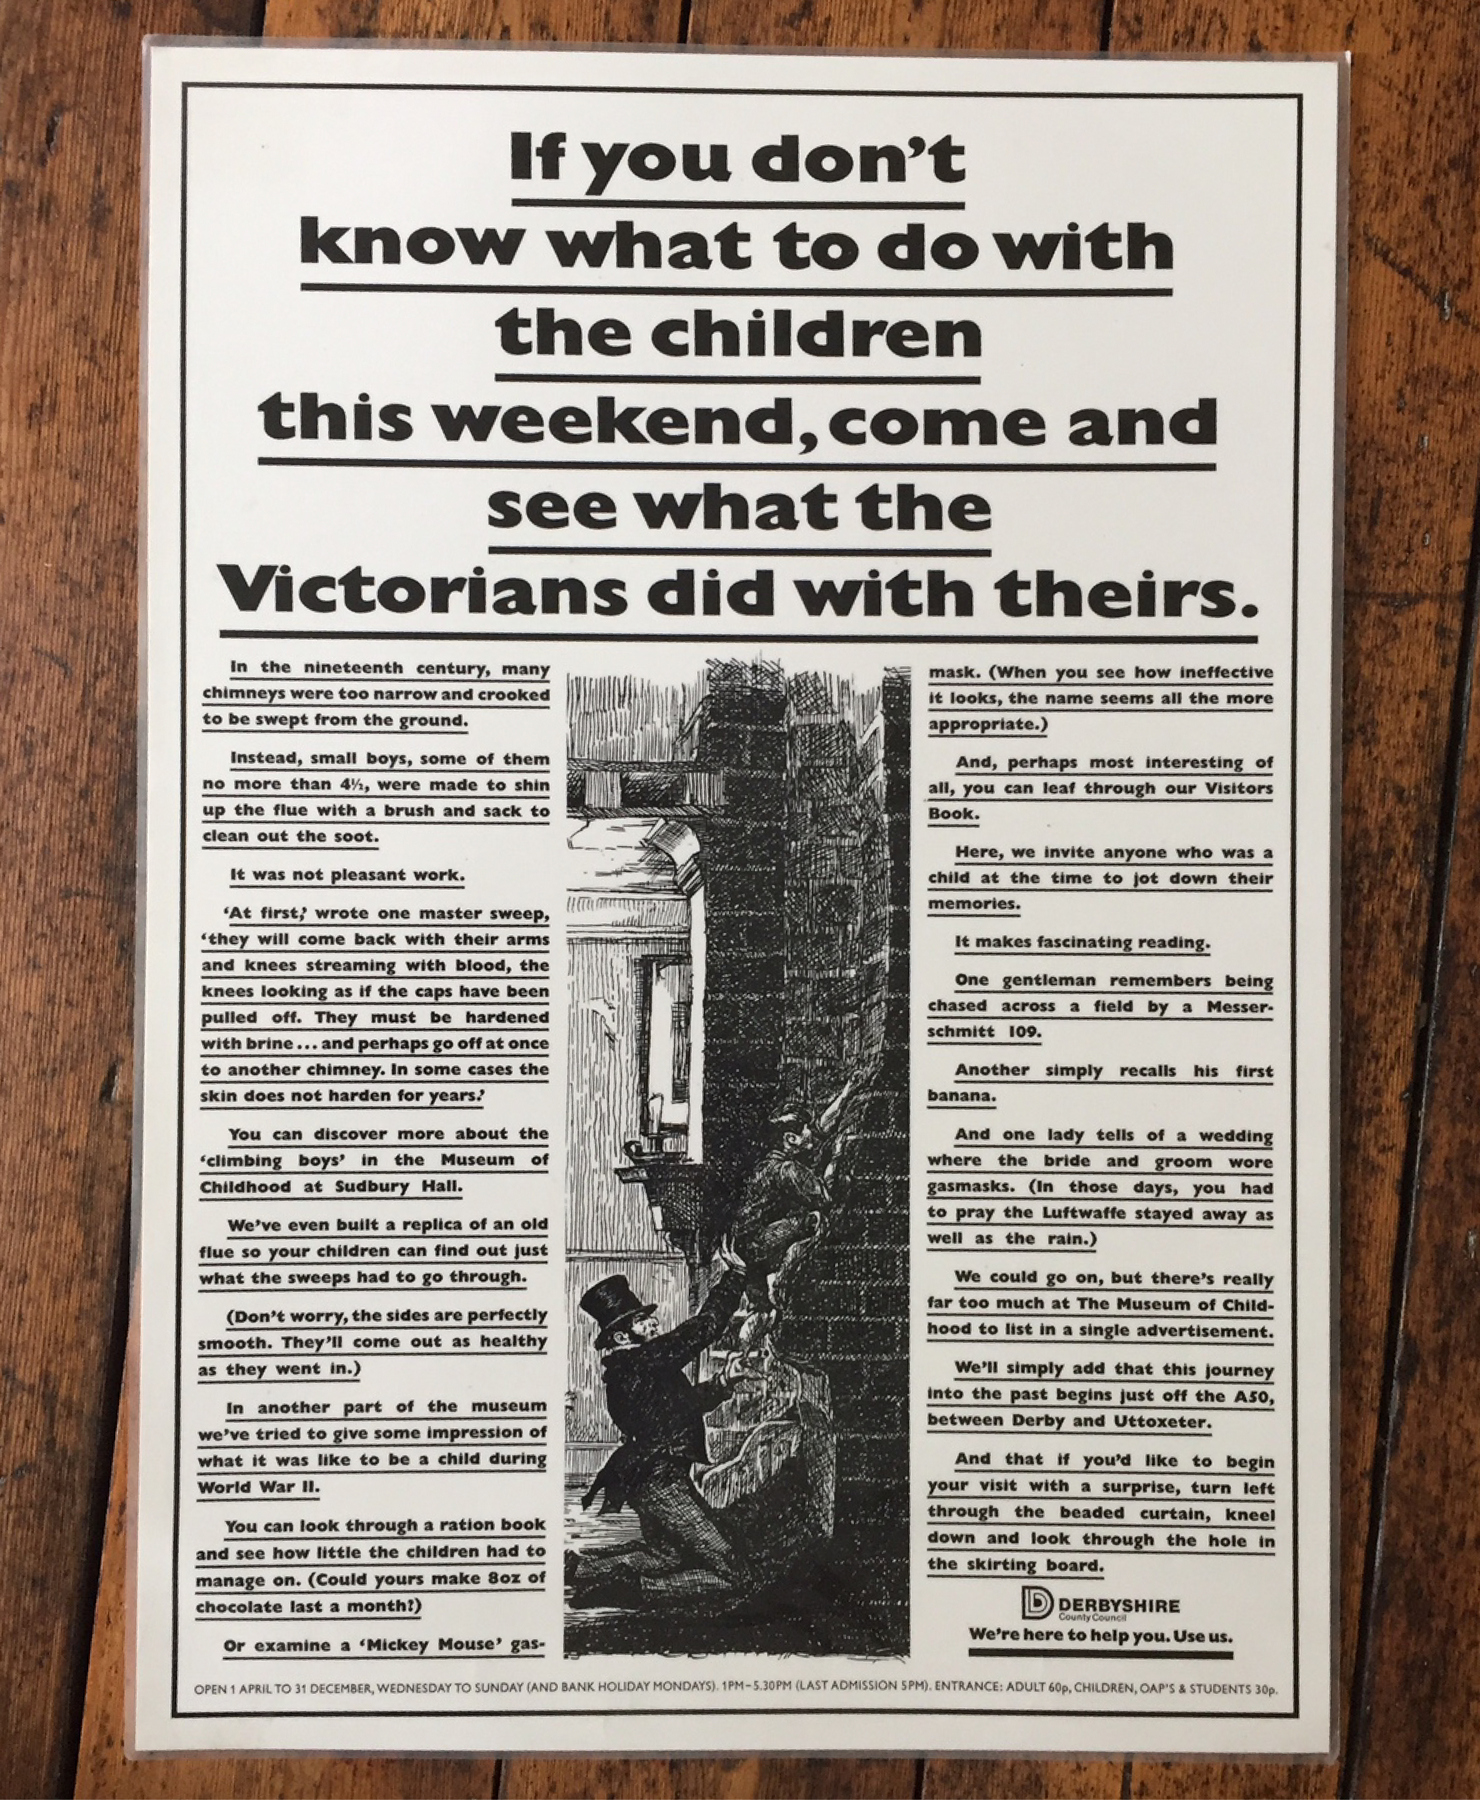 If you don't
know what to do with
the children
this weekend, come and
see what the
Victorians did with theirs.
In the nineteenth century, many
chimneys were too narrow and crooked
to be swept from the ground.
Instead, small boys, some of them
no more than 4½, were made to shin
up the flue with a brush and sack to
clean out the soot.
It was not pleasant work.
‘At first,’ wrote one master sweep,
‘they will come back with their arms
and knees streaming with blood, the
knees looking as if the caps have been
pulled off. They must be hardened
with brine ... and perhaps go off at once
to another chimney. In some cases the
skin does not harden for years.’
You can discover more about the
‘climbing boys’ in the Museum of
Childhood at Sudbury Hall.
We've even built a replica of an old
flue so your children can find out just
what the sweeps had to go through.
(Don't worry, the sides are perfectly
smooth. They'll come out as healthy
as they went in.)
In another part of the museum
we've tried to give some impression of
what it was like to be a child during
World War II.
You can look through a ration book
and see how little the children had to
manage on. (Could yours make 8oz of
chocolate last a month?)
Or examine a ‘Mickey Mouse’ gas-
mask. (When you see how ineffective
it looks, the name seems all the more
appropriate.)
And, perhaps most interesting of
all, you can leaf through our Visitors
Book.
Here, we invite anyone who was a
child at the time to jot down their
memories.
It makes fascinating reading.
One gentleman remembers being
chased across a field by a Messer-
schmitt 109.
Another simply recalls his first
banana.
And one lady tells of a wedding
where the bride and groom wore
gasmasks. (In those days, you had
to pray the Luftwaffe stayed away as
well as the rain.)
We could go on, but there's really
far too much at The Museum of Child-
hood to list in a single advertisement.
We'll simply add that this journey
into the past begins just off the A50,
between Derby and Uttoxeter.
And that if you'd like to begin
your visit with a surprise, turn left
through the beaded curtain, kneel
down and look through the hole in
the skirting board.
DERBYSHIRE
County Council
We're here to help you. Use us.
OPEN 1 APRIL TO 31 DECEMBER, WEDNESDAY TO SUNDAY (AND BANK HOLIDAY MONDAYS). 1PM–5.30PM (LAST ADMISSION 5PM). ENTRANCE: ADULT 60p, CHILDREN, OAP'S & STUDENTS 30p.